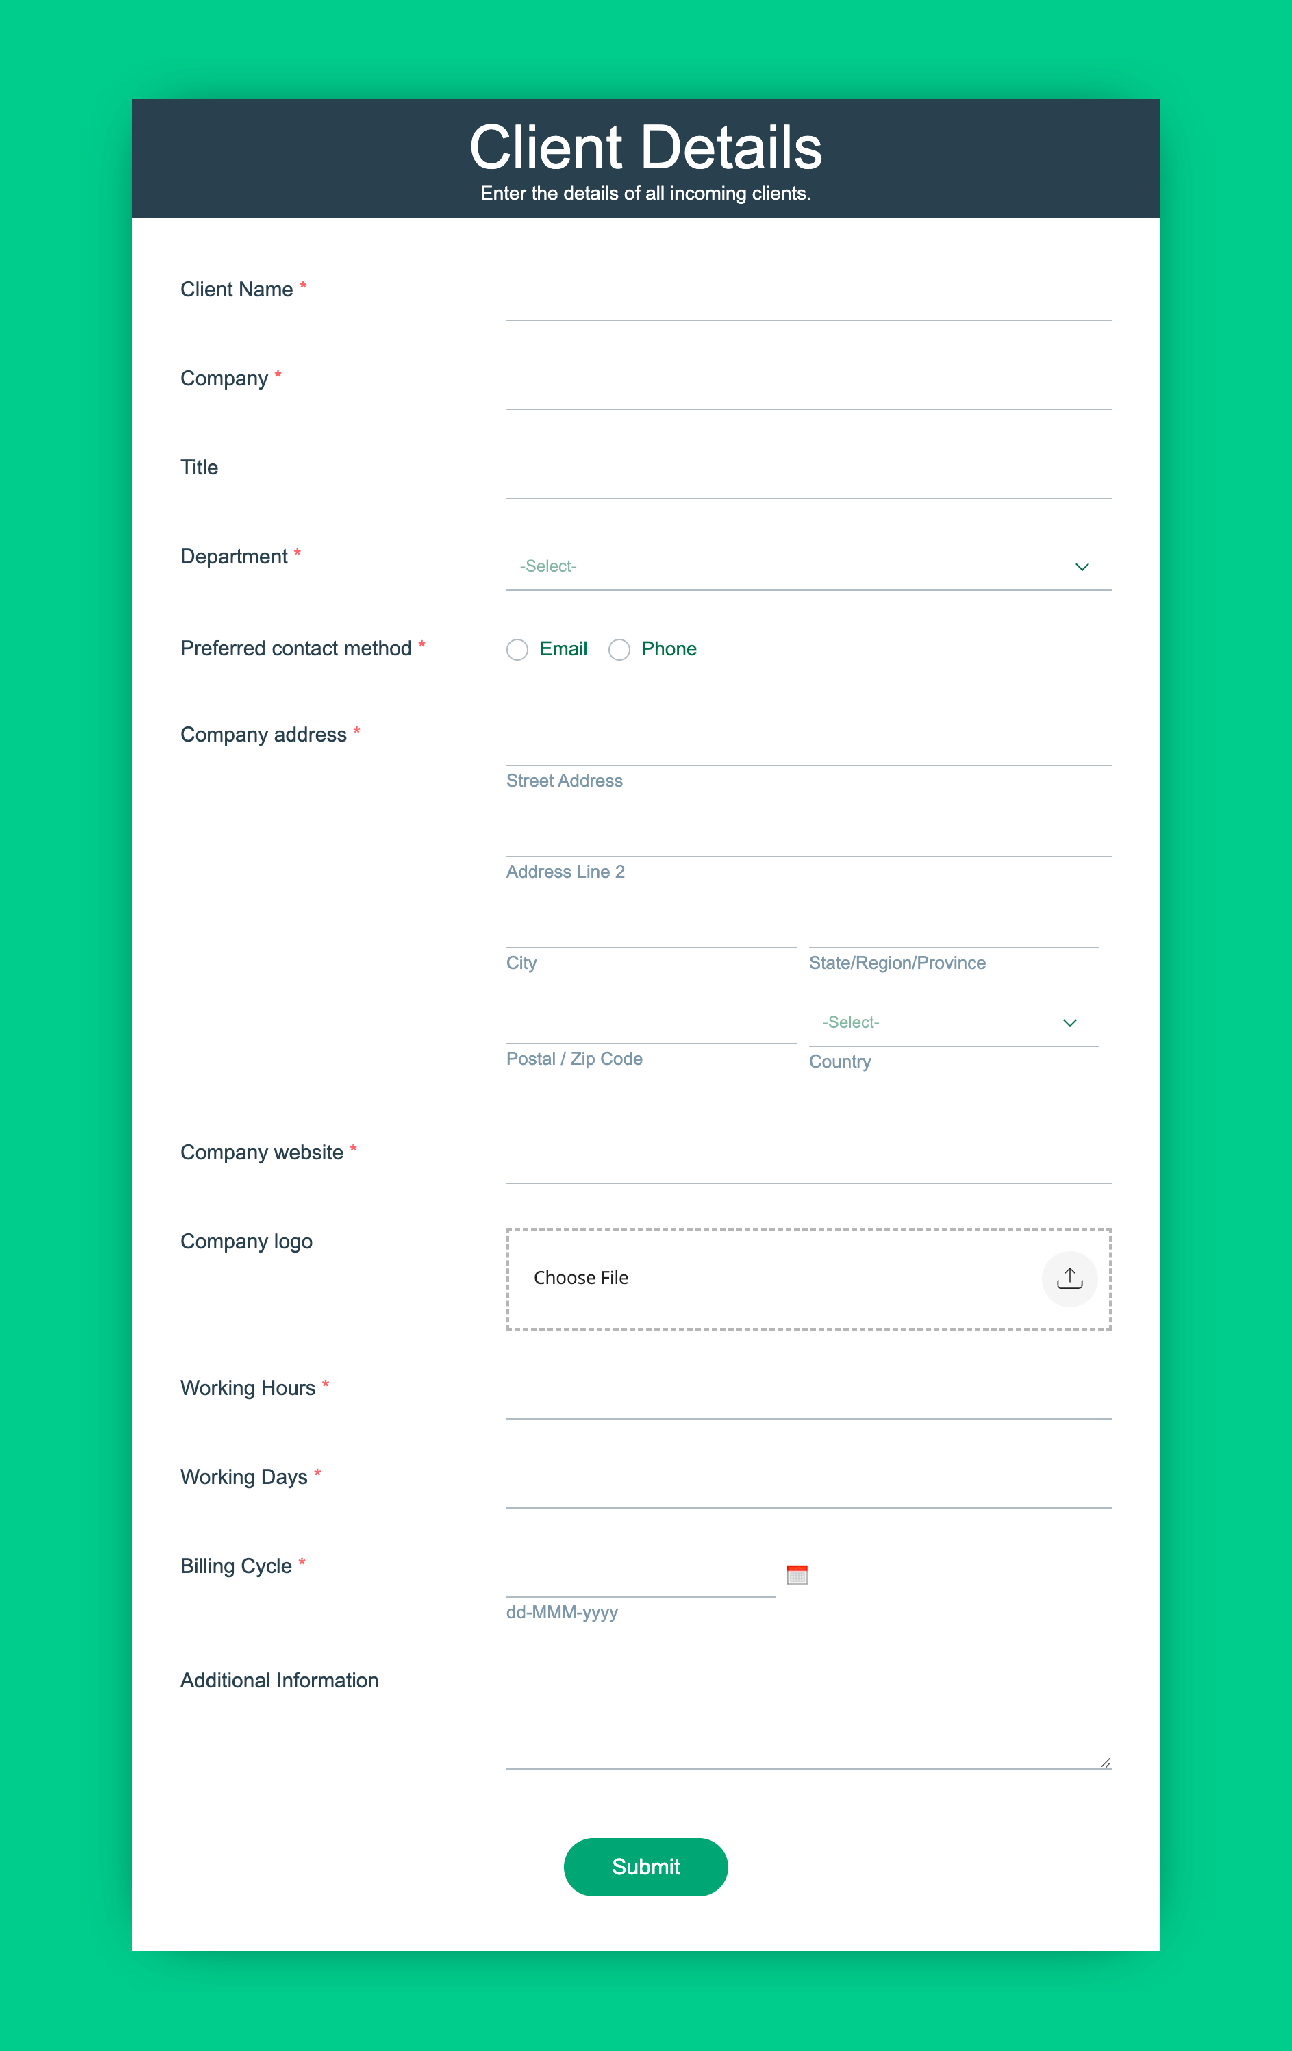 Client Details
Enter the details of all incoming clients.
Client Name *
Company *
Title
Department *
-Select-
Preferred contact method *
Email
Phone
Company address *
Street Address
Address Line 2
City
State/Region/Province
-Select-
Postal / Zip Code
Country
Company website *
Company logo
Choose File
Working Hours *
Working Days *
Billing Cycle *
dd-MMM-yyyy
Additional Information
Submit